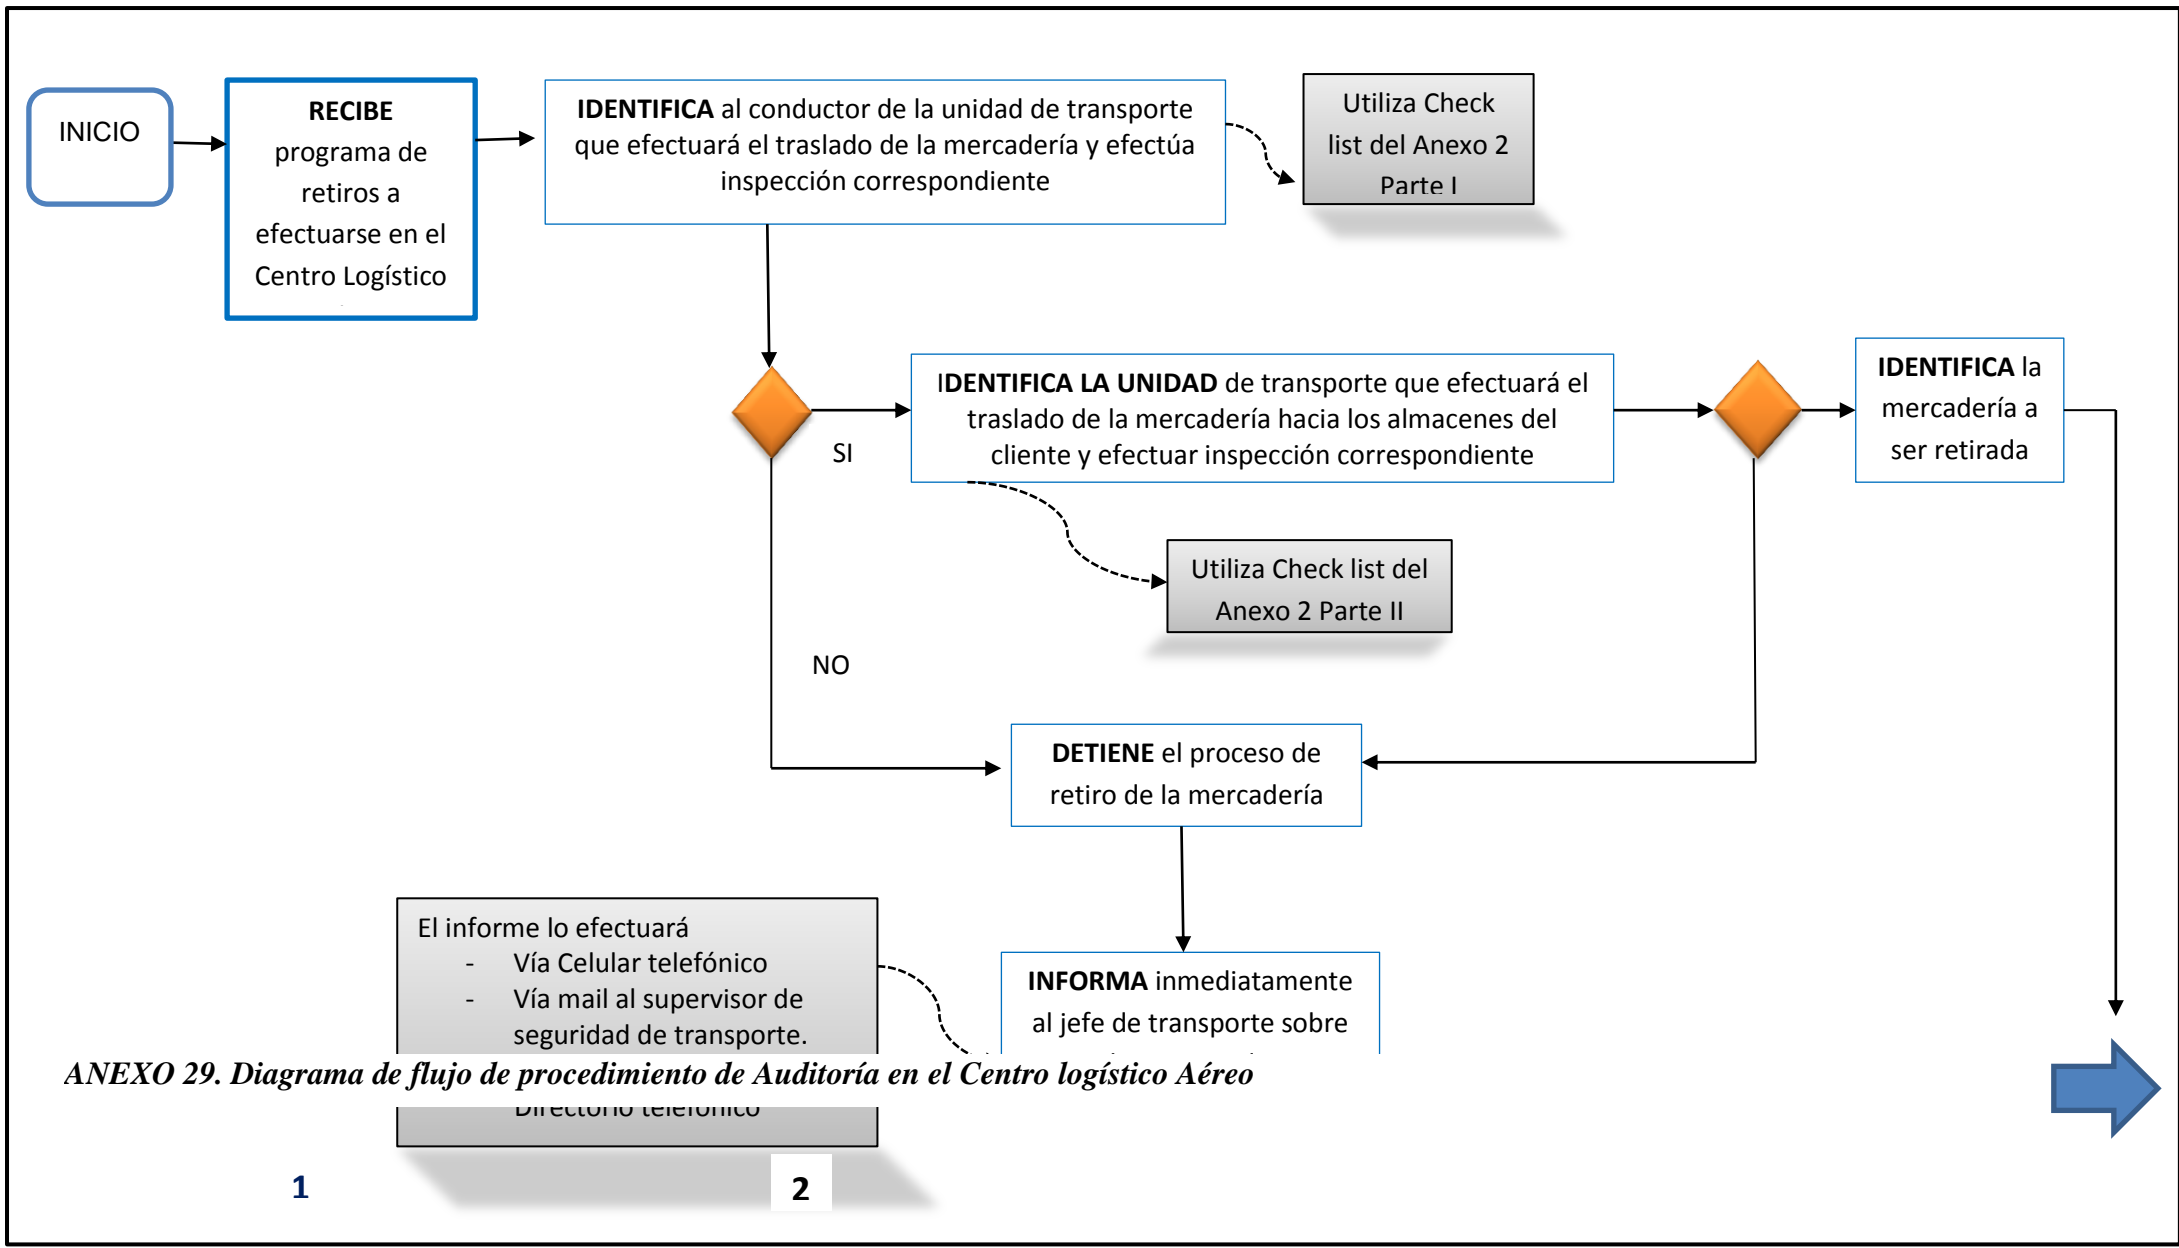 INICIO
RECIBE
programa de
retiros a
efectuarse en el
Centro Logístico
IDENTIFICA al conductor de la unidad de transporte
que efectuará el traslado de la mercadería y efectúa
inspección correspondiente
Utiliza Check
list del Anexo 2
Parte I
IDENTIFICA LA UNIDAD de transporte que efectuará el
traslado de la mercadería hacia los almacenes del
cliente y efectuar inspección correspondiente
IDENTIFICA la
mercadería a
ser retirada
SI
Utiliza Check list del
Anexo 2 Parte II
NO
DETIENE el proceso de
retiro de la mercadería
El informe lo efectuará
- Vía Celular telefónico
- Vía mail al supervisor de
seguridad de transporte.
INFORMA inmediatamente
al jefe de transporte sobre
ANEXO 29. Diagrama de flujo de procedimiento de Auditoría en el Centro logístico Aéreo
Directorio telefónico
1
2